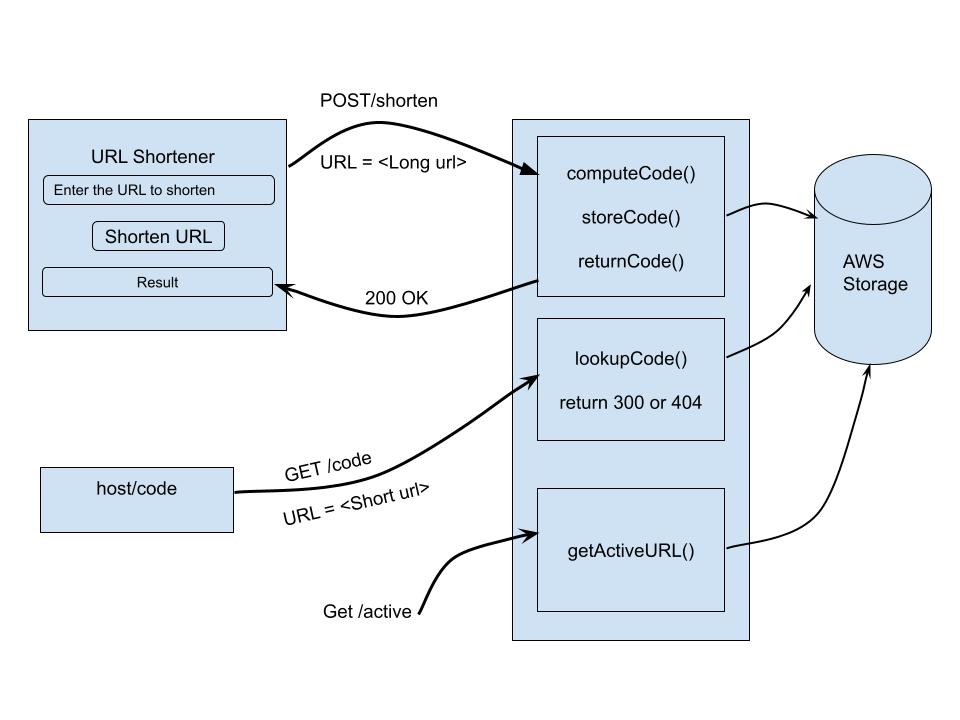 POST/shorten
URL = <Long url>
URL Shortener
Enter the URL to shorten
Shorten URL
Result
200 OK
computeCode()
storeCode()
returnCode()
AWS
Storage
lookupCode()
return 300 or 404
GET /code
URL = <Short url>
host/code
getActiveURL()
Get /active